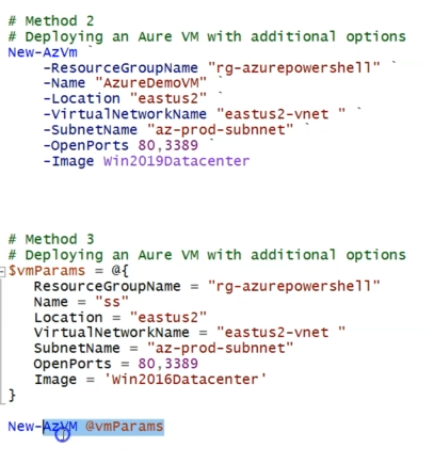 # Method 2
# Deploying an Aure VM with additional options
New-AzVm `
-ResourceGroupName "rg-azurepowershell" `
-Name "AzureDemoVM" `
-Location "eastus2" `
-VirtualNetworkName "eastus2-vnet " `
-SubnetName "az-prod-subnnet" `
-OpenPorts 80,3389 `
-Image Win2019Datacenter
# Method 3
# Deploying an Aure VM with additional options
$vmParams = @{
ResourceGroupName = "rg-azurepowershell"
Name = "ss"
Location = "eastus2"
VirtualNetworkName = "eastus2-vnet "
SubnetName = "az-prod-subnnet"
OpenPorts = 80,3389
Image = 'Win2016Datacenter'
}
New-AzVM @vmParams